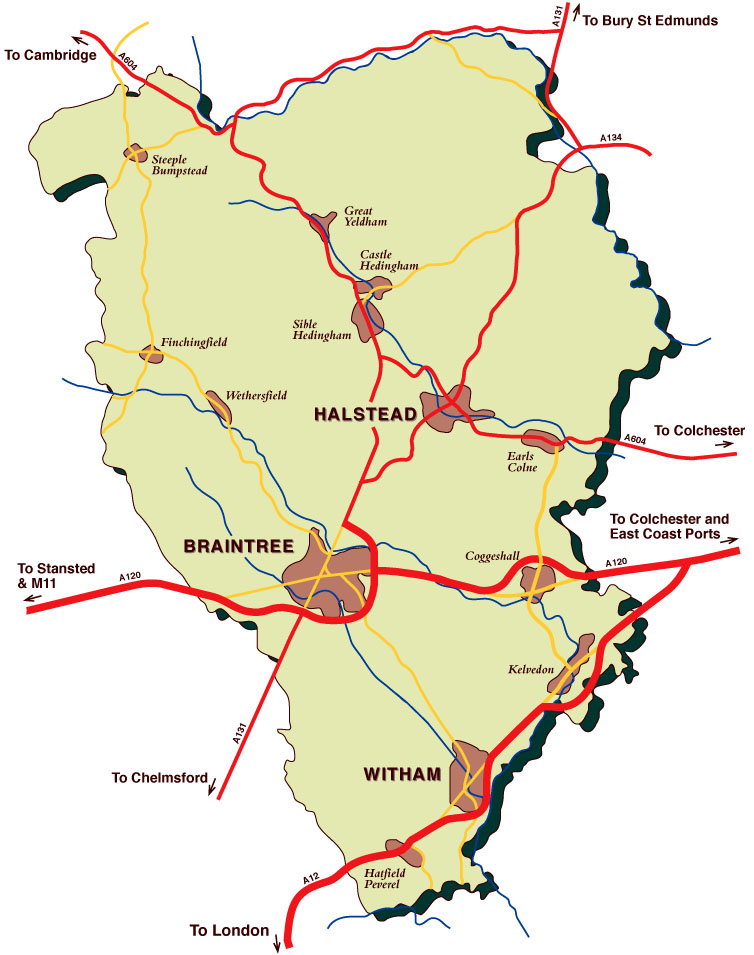 A131
To Bury St Edmunds
To Cambridge
A604
A134
Steeple
Bumpstead
Great
Yeldham
Castle
Hedingham
Sible
Hedingham
Finchingfield
Wethersfield
HALSTEAD
To Colchester
A604
Earls
Colne
To Colchester and
East Coast Ports
BRAINTREE
Coggeshall
A120
To Stansted
& M11
A120
Kelvedon
A131
To Chelmsford
WITHAM
Hatfield
Peverel
A12
To London